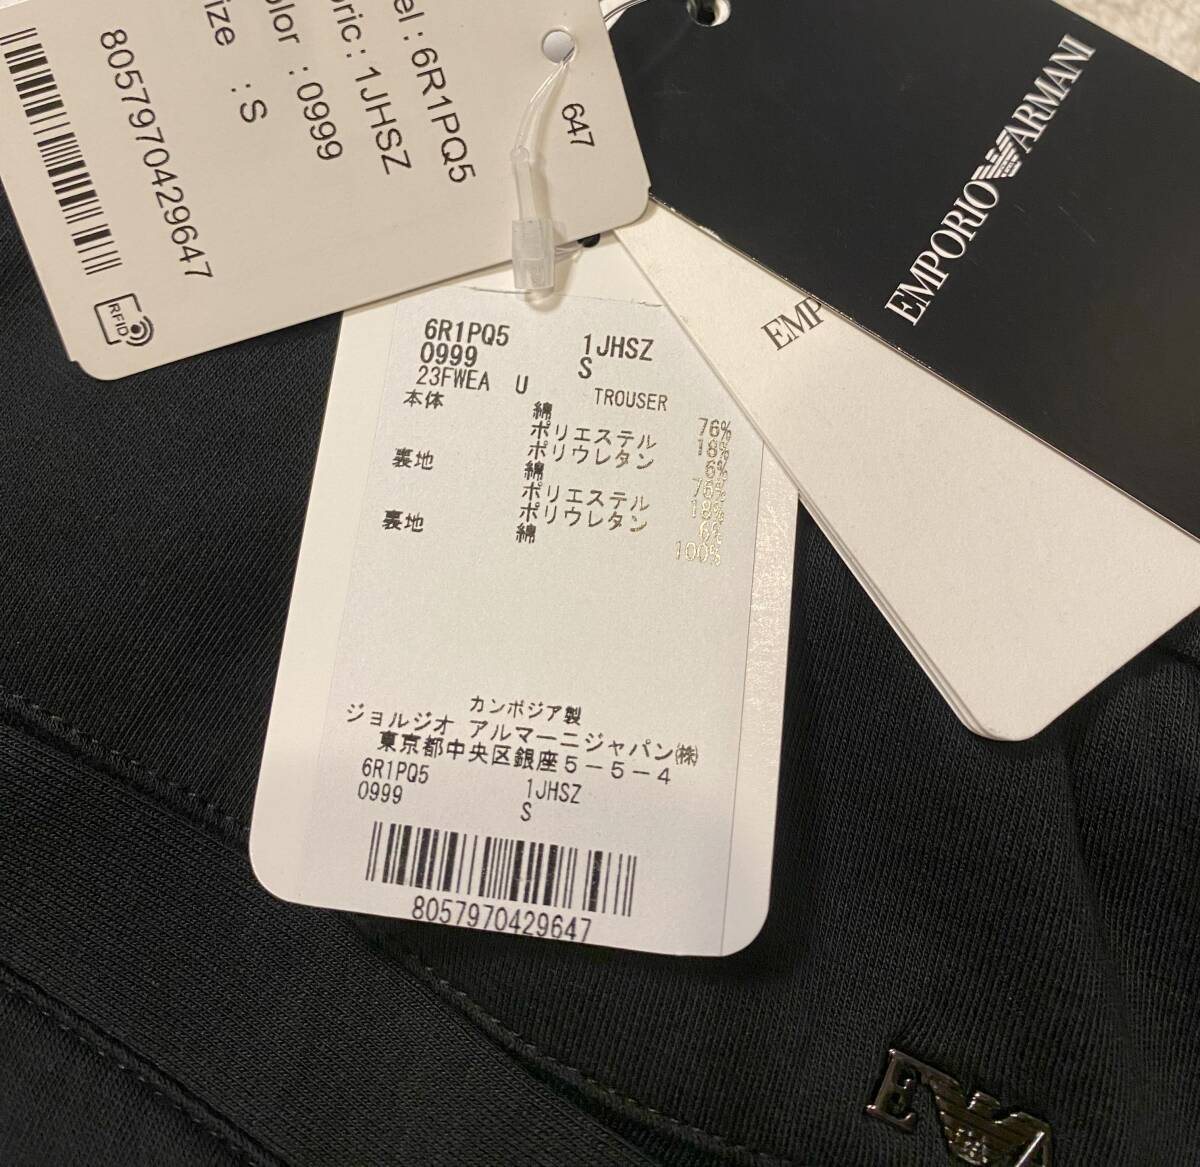 6R1PQ5
1JHSZ
0999
: S
8057970429647
RFID
647
EMPORIO ARMANI
EMP
6R1PQ5 1JHSZ
0999 S
23FWEA U TROUSER
本体 綿 76%
ポリエステル 18%
ポリウレタン 6%
裏地 綿 76%
ポリエステル 18%
ポリウレタン 6%
裏地 綿 100%
カンボジア製
ジョルジオ アルマーニジャパン㈱
東京都中央区銀座5-5-4
6R1PQ5 1JHSZ
0999 S
8057970429647